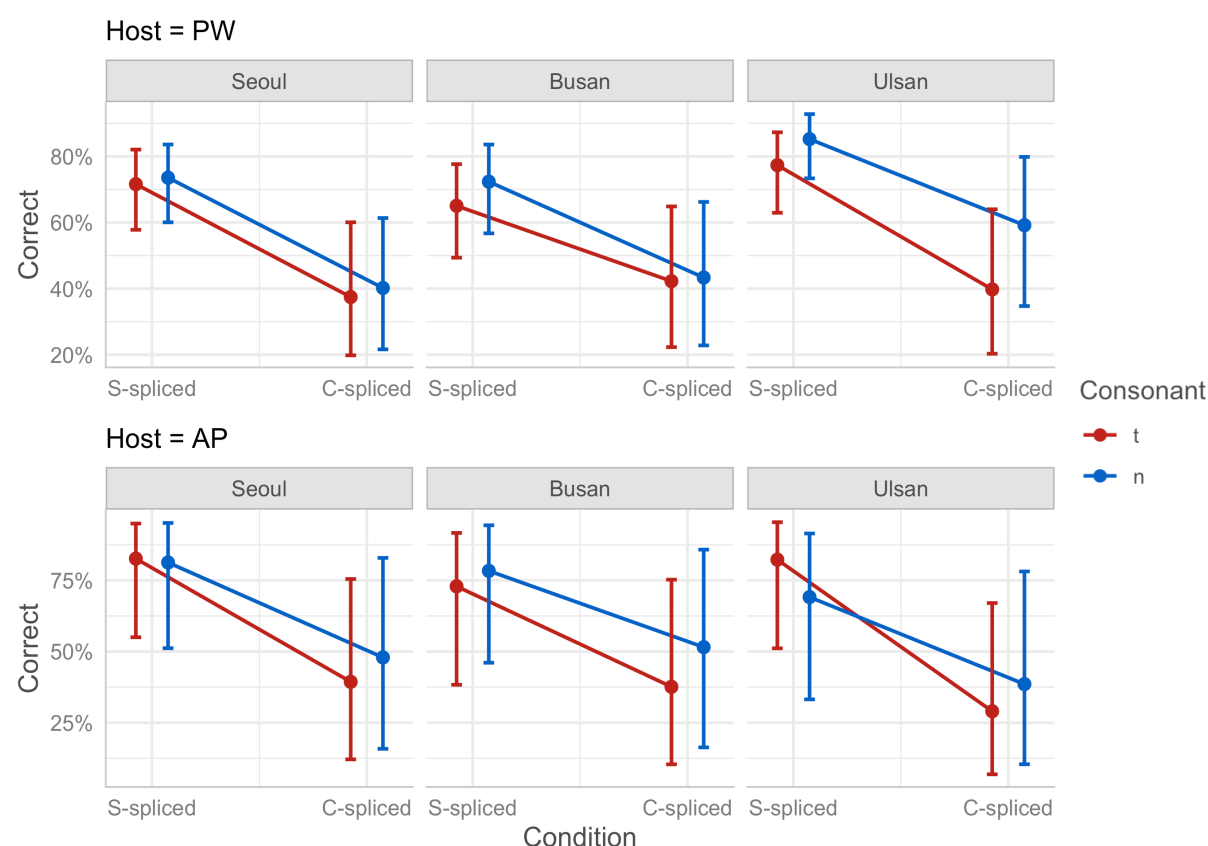 Host = PW
Seoul Busan Ulsan
80%
60%
40%
20%
Correct
S-spliced C-spliced S-spliced C-spliced S-spliced C-spliced
Host = AP
Seoul Busan Ulsan
75%
50%
25%
Correct
S-spliced C-spliced S-spliced C-spliced S-spliced C-spliced
Condition
Consonant
t
n